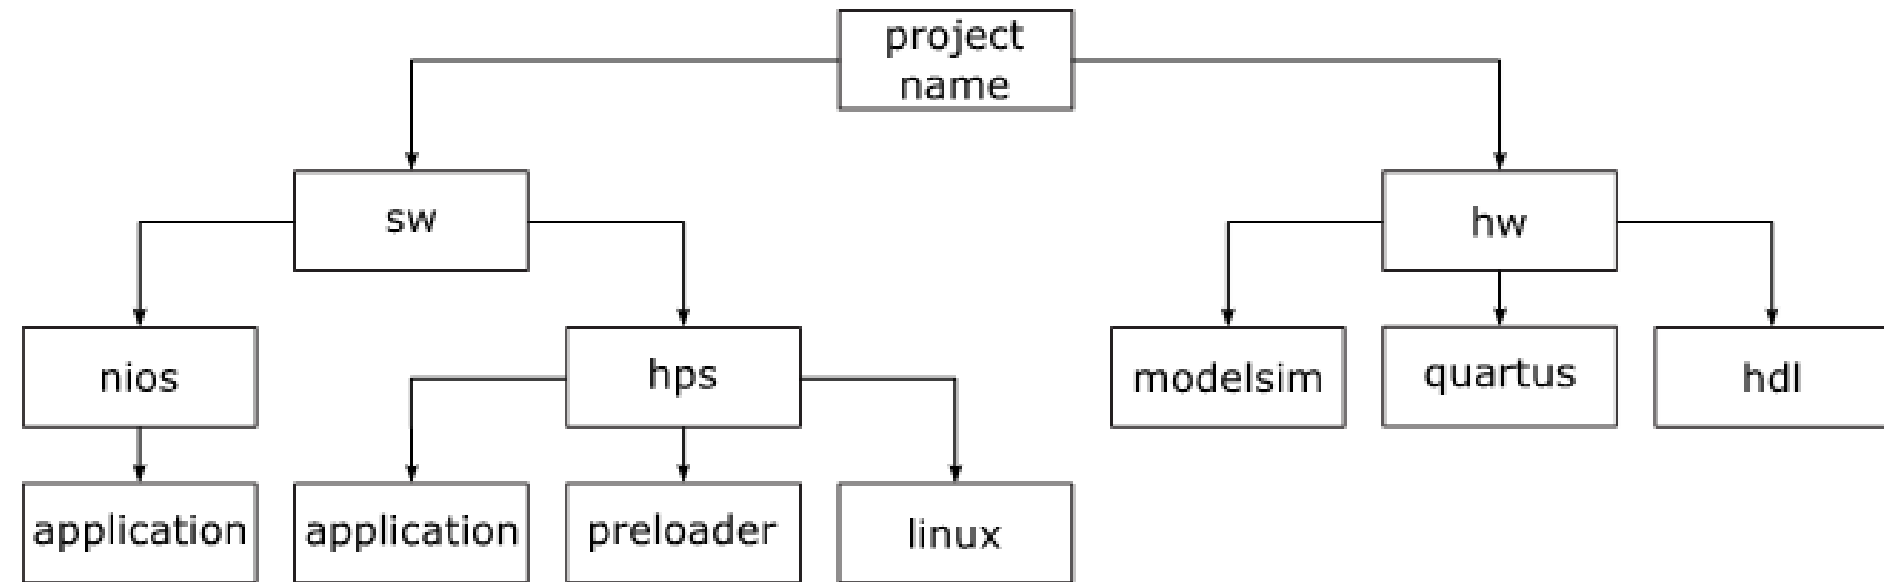 project
name
sw
hw
nios
hps
modelsim
quartus
hdl
application
application
preloader
linux